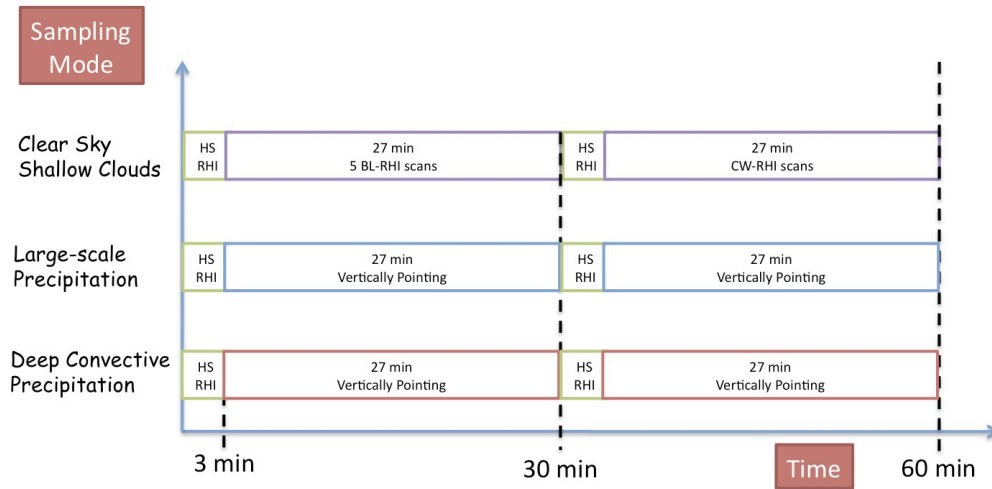 Sampling
Mode
Clear Sky
Shallow Clouds
HS
RHI
27 min
5 BL-RHI scans
HS
RHI
27 min
CW-RHI scans
Large-scale
Precipitation
HS
RHI
27 min
Vertically Pointing
HS
RHI
27 min
Vertically Pointing
Deep Convective
Precipitation
HS
RHI
27 min
Vertically Pointing
HS
RHI
27 min
Vertically Pointing
3 min
30 min
Time
60 min